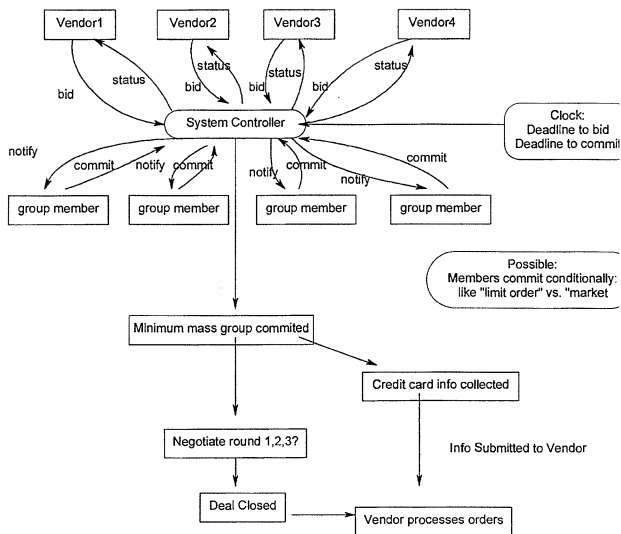 Vendor1
Vendor2
Vendor3
Vendor4
status
status
status
status
bid
bid
bid
bid
System Controller
Clock:
Deadline to bid
Deadline to commit
notify
commit
notify
commit
notify
commit
notify
commit
group member
group member
group member
group member
Possible:
Members commit conditionally:
like "limit order" vs. "market
Minimum mass group commited
Credit card info collected
Negotiate round 1,2,3?
Info Submitted to Vendor
Deal Closed
Vendor processes orders